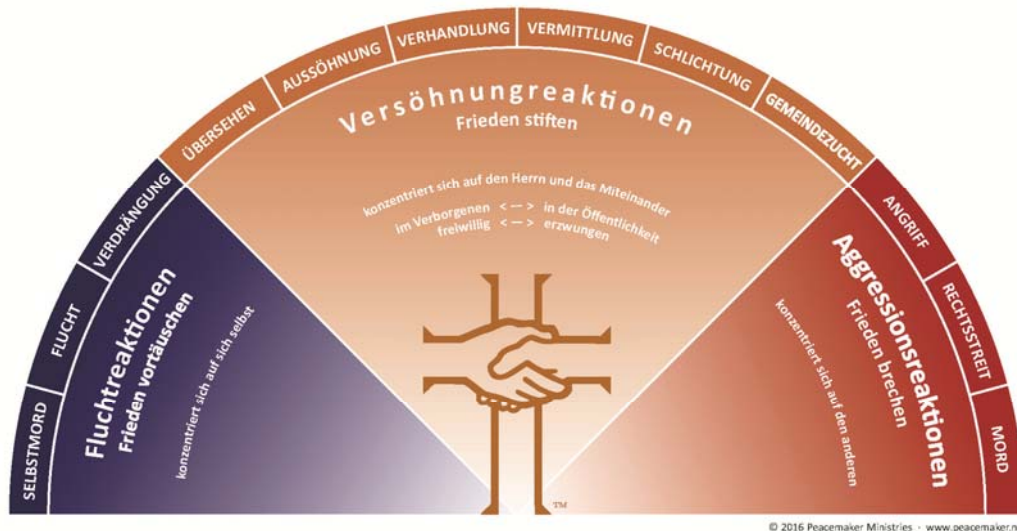 SELBSTMORD
FLUCHT
VERDRÄNGUNG
ÜBERSEHEN
AUSSÖHNUNG
VERHANDLUNG
VERMITTLUNG
SCHLICHTUNG
GEMEINDEZUCHT
ANGRIFF
RECHTSSTREIT
MORD
Fluchtreaktionen
Frieden vortäuschen
konzentriert sich auf sich selbst
Versöhnungreaktionen
Frieden stiften
konzentriert sich auf den Herrn und das Miteinander
im Verborgenen < — > in der Öffentlichkeit
freiwillig < — > erzwungen
Aggressionsreaktionen
Frieden brechen
konzentriert sich auf den anderen
TM
© 2016 Peacemaker Ministries · www.peacemaker.n